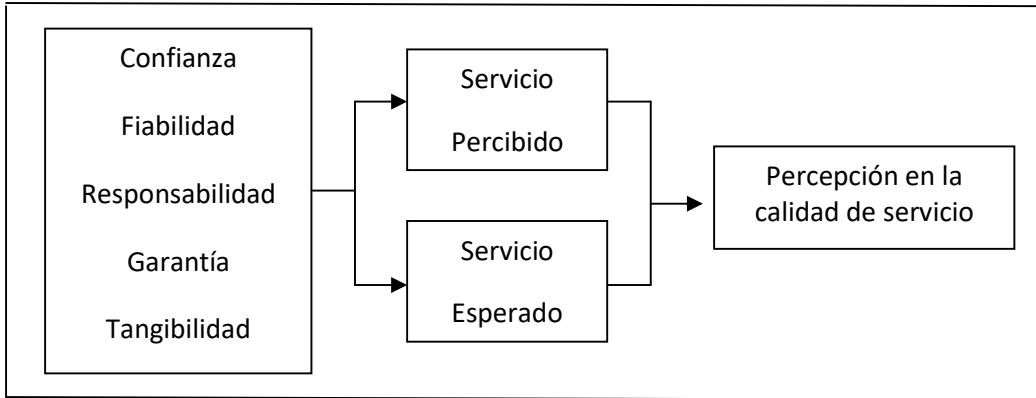 Confianza
Fiabilidad
Responsabilidad
Garantía
Tangibilidad
Servicio
Percibido
Servicio
Esperado
Percepción en la
calidad de servicio